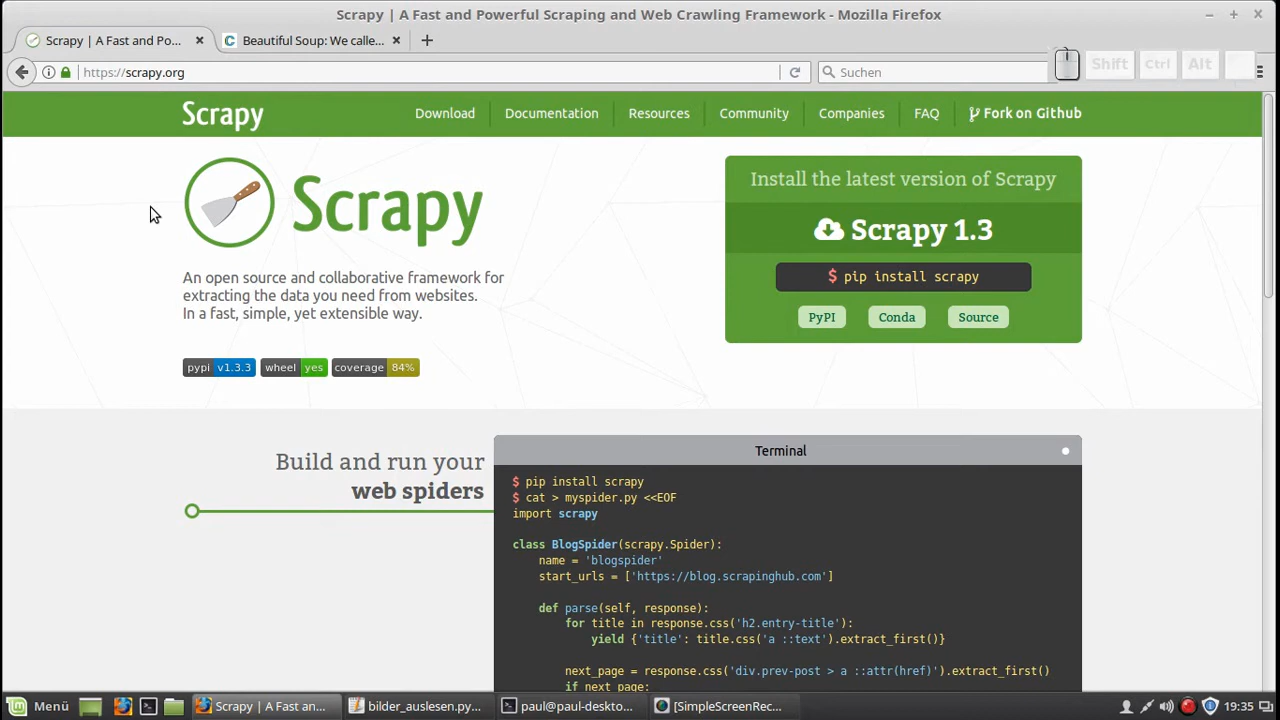 Scrapy | A Fast and Powerful Scraping and Web Crawling Framework - Mozilla Firefox
Scrapy | A Fast and Po...
Beautiful Soup: We calle...
https://scrapy.org
Suchen
Shift
Ctrl
Alt
Scrapy
Download
Documentation
Resources
Community
Companies
FAQ
Fork on Github
Scrapy
An open source and collaborative framework for
extracting the data you need from websites.
In a fast, simple, yet extensible way.
pypi v1.3.3
wheel yes
coverage 84%
Install the latest version of Scrapy
Scrapy 1.3
$ pip install scrapy
PyPI
Conda
Source
Build and run your
web spiders
Terminal
$ pip install scrapy
$ cat > myspider.py <<EOF
import scrapy
class BlogSpider(scrapy.Spider):
name = 'blogspider'
start_urls = ['https://blog.scrapinghub.com']
def parse(self, response):
for title in response.css('h2.entry-title'):
yield {'title': title.css('a ::text').extract_first()}
next_page = response.css('div.prev-post > a ::attr(href)').extract_first()
if next_page:
Menü
Scrapy | A Fast an...
bilder_auslesen.py...
paul@paul-deskto...
[SimpleScreenRec...
19:35